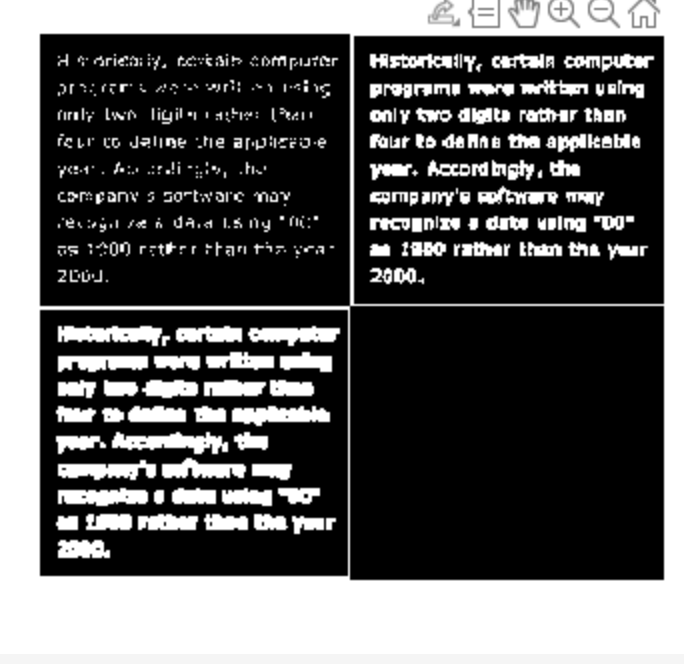 Historically, certain computer
programs were written using
only two digits rather than
four to define the applicable
year. Accordingly, the
company's software may
recognize a date using "00"
as 1900 rather than the year
2000.
Historically, certain computer
programs were written using
only two digits rather than
four to define the applicable
year. Accordingly, the
company's software may
recognize a date using "00"
as 1900 rather than the year
2000.
Historically, certain computer
programs were written using
only two digits rather than
four to define the applicable
year. Accordingly, the
company's software may
recognize a date using "00"
as 1900 rather than the year
2000.